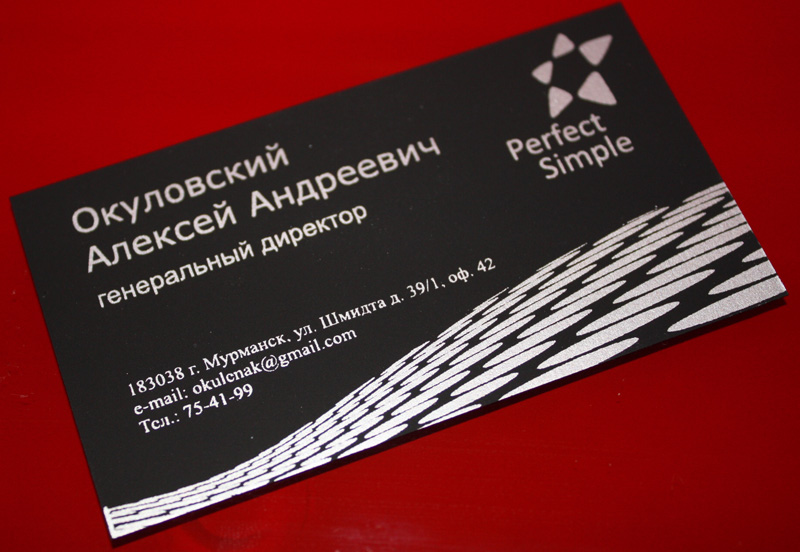 Perfect
Simple
Окуловский
Алексей Андреевич
генеральный директор
183038 г. Мурманск, ул. Шмидта д. 39/1, оф. 42
e-mail: okulcnak@gmail.com
Тел.: 75-41-99